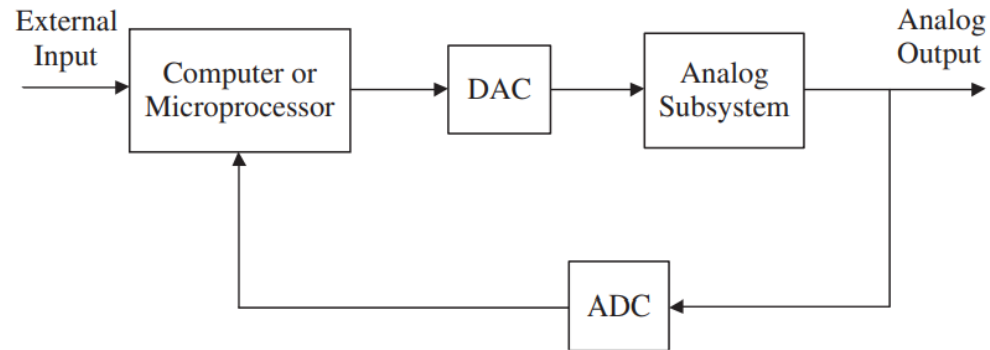 External
Input
Computer or
Microprocessor
DAC
Analog
Subsystem
Analog
Output
ADC